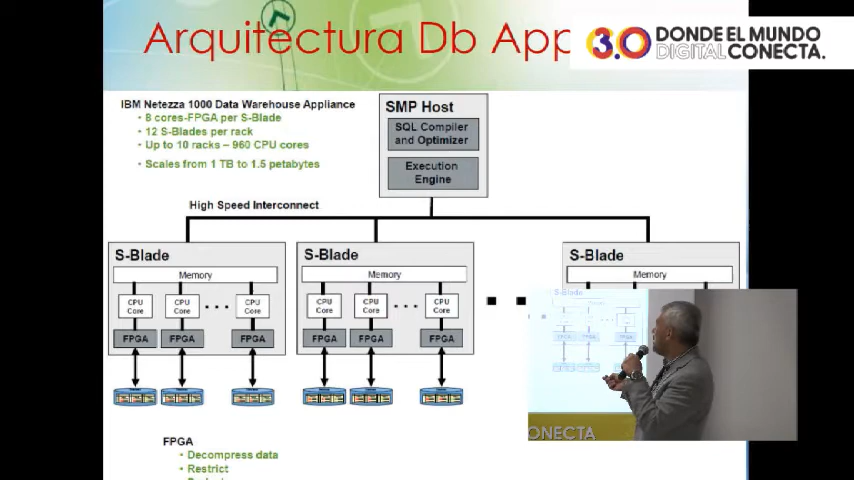 Arquitectura Db App
3.0 DONDE EL MUNDO
DIGITAL CONECTA.
IBM Netezza 1000 Data Warehouse Appliance
• 8 cores-FPGA per S-Blade
• 12 S-Blades per rack
• Up to 10 racks – 960 CPU cores
• Scales from 1 TB to 1.5 petabytes
SMP Host
SQL Compiler
and Optimizer
Execution
Engine
High Speed Interconnect
S-Blade
Memory
CPU
Core
CPU
Core
CPU
Core
FPGA
FPGA
FPGA
S-Blade
Memory
CPU
Core
CPU
Core
CPU
Core
FPGA
FPGA
FPGA
S-Blade
Memory
S-Blade
ONECTA
FPGA
• Decompress data
• Restrict